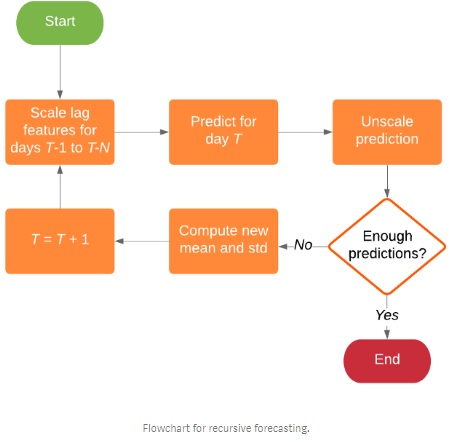 Start
Scale lag
features for
days T-1 to T-N
Predict for
day T
Unscale
prediction
T = T + 1
Compute new
mean and std
No
Enough
predictions?
Yes
End
Flowchart for recursive forecasting.